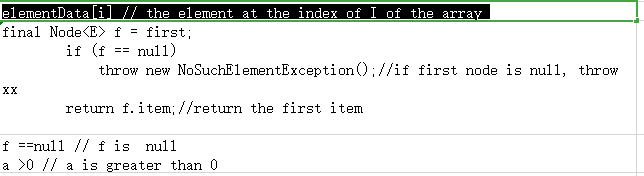 elementData[i] // the element at the index of I of the array
final Node<E> f = first;
if (f == null)
throw new NoSuchElementException();//if first node is null, throw
xx
return f.item;//return the first item
f ==null // f is  null
a >0 // a is greater than 0